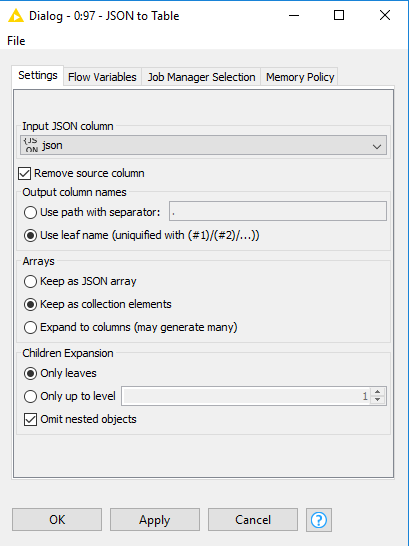 Dialog - 0:97 - JSON to Table
File
Settings Flow Variables Job Manager Selection Memory Policy
Input JSON column
{JS
ON json
Remove source column
Output column names
Use path with separator: .
Use leaf name (uniquified with (#1)/(#2)/...))
Arrays
Keep as JSON array
Keep as collection elements
Expand to columns (may generate many)
Children Expansion
Only leaves
Only up to level 1
Omit nested objects
OK Apply Cancel ?